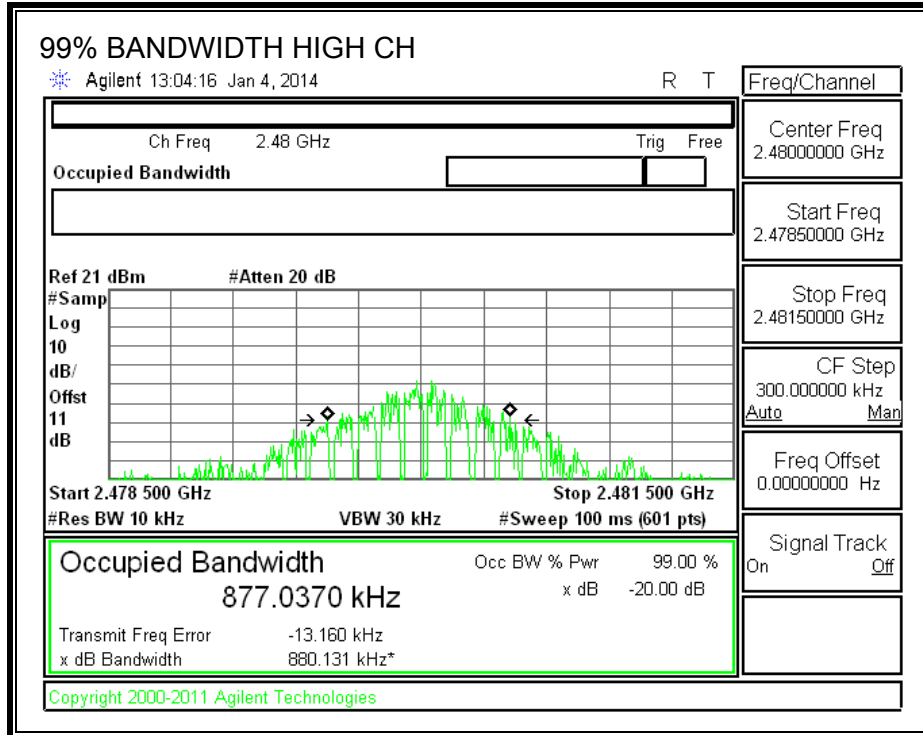 99% BANDWIDTH HIGH CH
Agilent 13:04:16 Jan 4, 2014 R T
Ch Freq 2.48 GHz Trig Free
Occupied Bandwidth
Ref 21 dBm #Atten 20 dB
#Samp
Log
10
dB/
Offst
11
dB
Start 2.478 500 GHz Stop 2.481 500 GHz
#Res BW 10 kHz VBW 30 kHz #Sweep 100 ms (601 pts)
Occupied Bandwidth Occ BW % Pwr 99.00 %
877.0370 kHz x dB -20.00 dB
Transmit Freq Error -13.160 kHz
x dB Bandwidth 880.131 kHz*
Copyright 2000-2011 Agilent Technologies
Freq/Channel
Center Freq
2.48000000 GHz
Start Freq
2.47850000 GHz
Stop Freq
2.48150000 GHz
CF Step
300.000000 kHz
Auto Man
Freq Offset
0.00000000 Hz
Signal Track
On Off